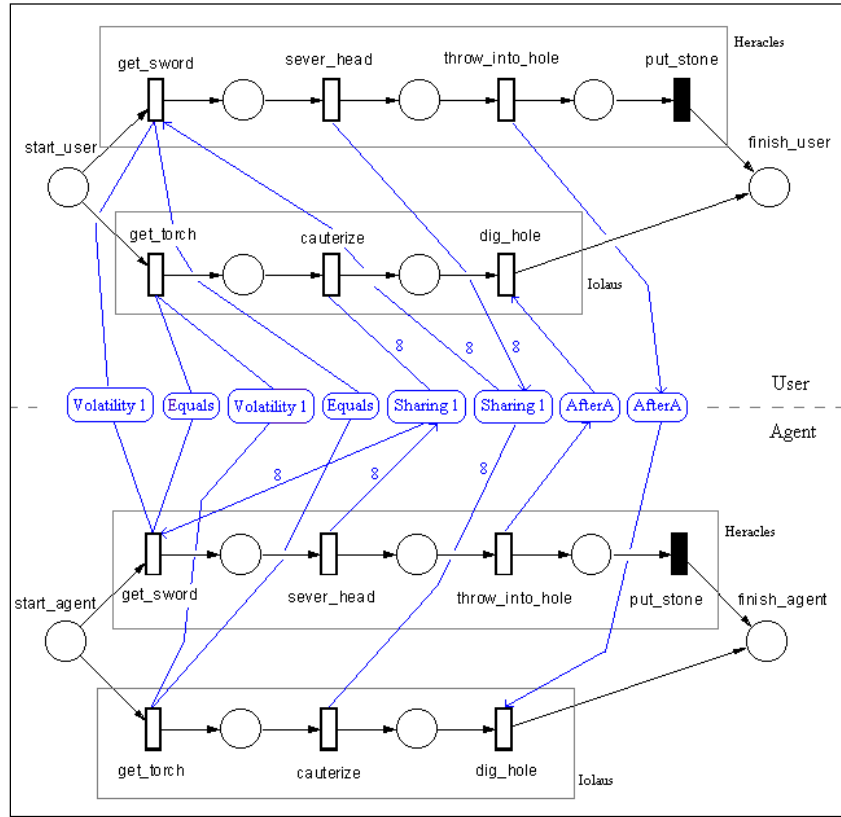 Heracles
get_sword sever_head throw_into_hole put_stone
start_user finish_user
get_torch cauterize dig_hole
Iolaus
8 8
Volatility 1 Equals Volatility 1 Equals Sharing 1 Sharing 1 AfterA AfterA
User
Agent
8 8 8
Heracles
get_sword sever_head throw_into_hole put_stone
start_agent finish_agent
get_torch cauterize dig_hole
Iolaus